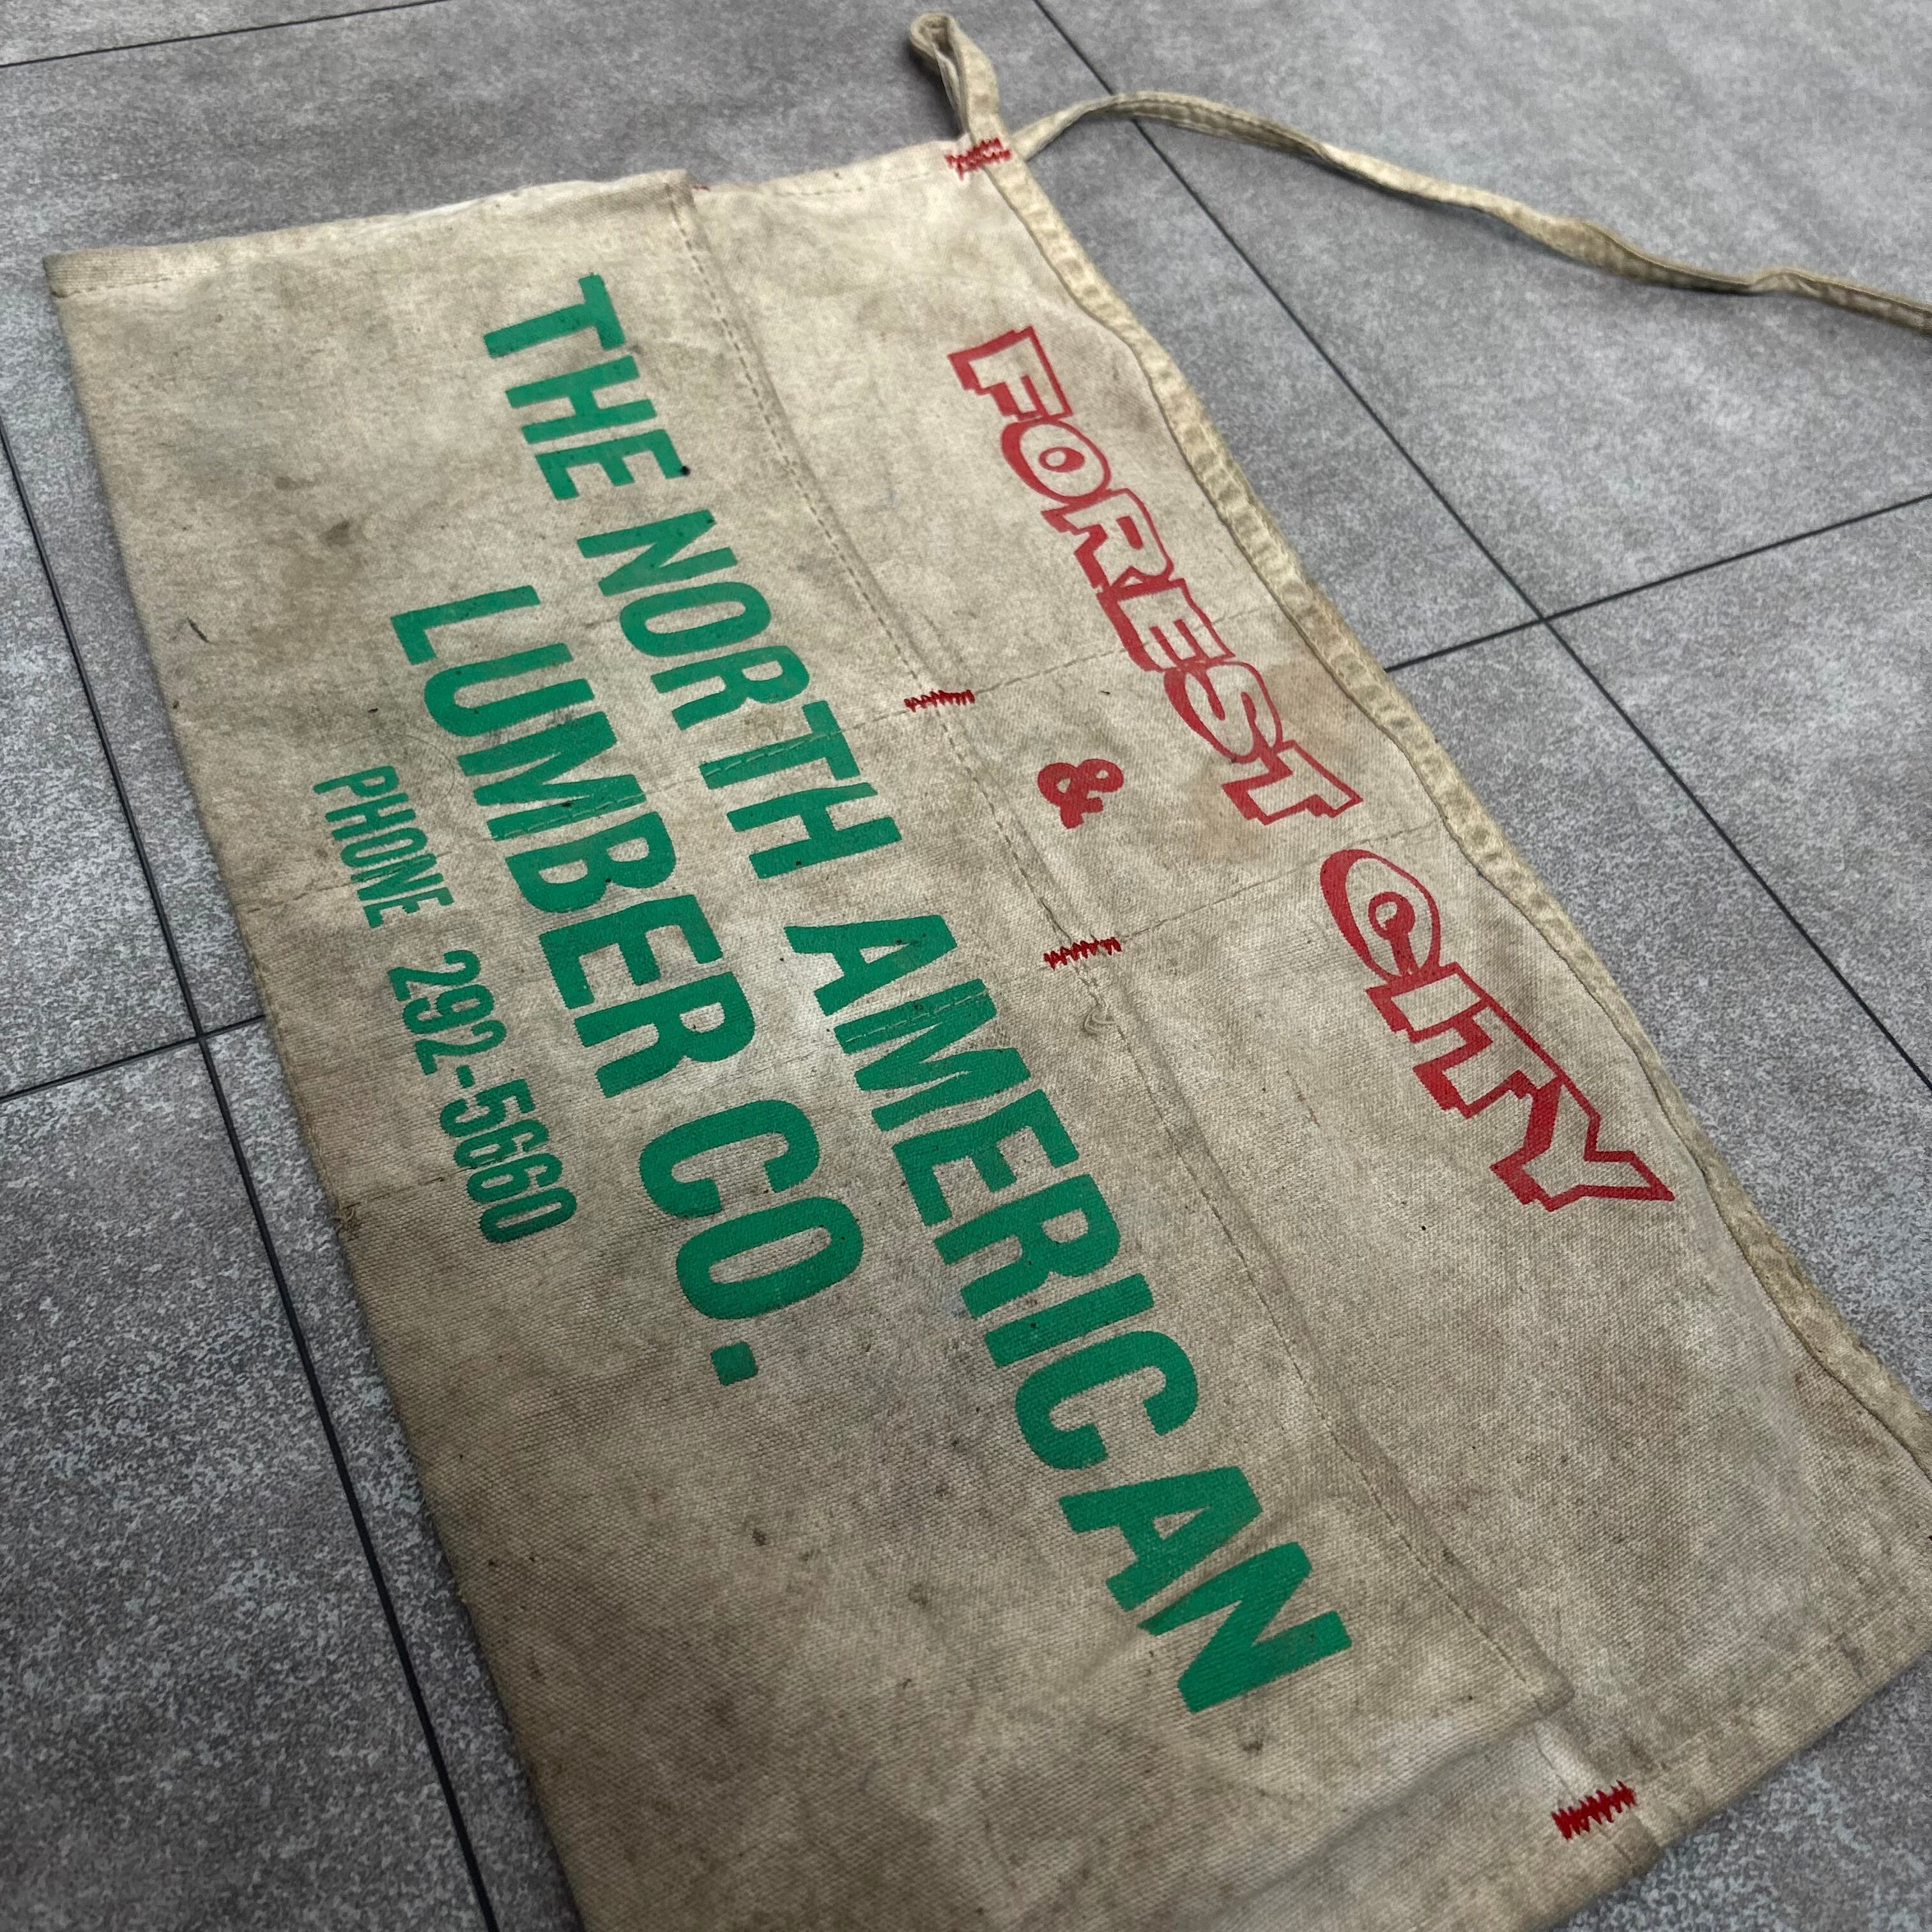 FOREST CITY
&
THE NORTH AMERICAN
LUMBER CO.
PHONE 292-5660